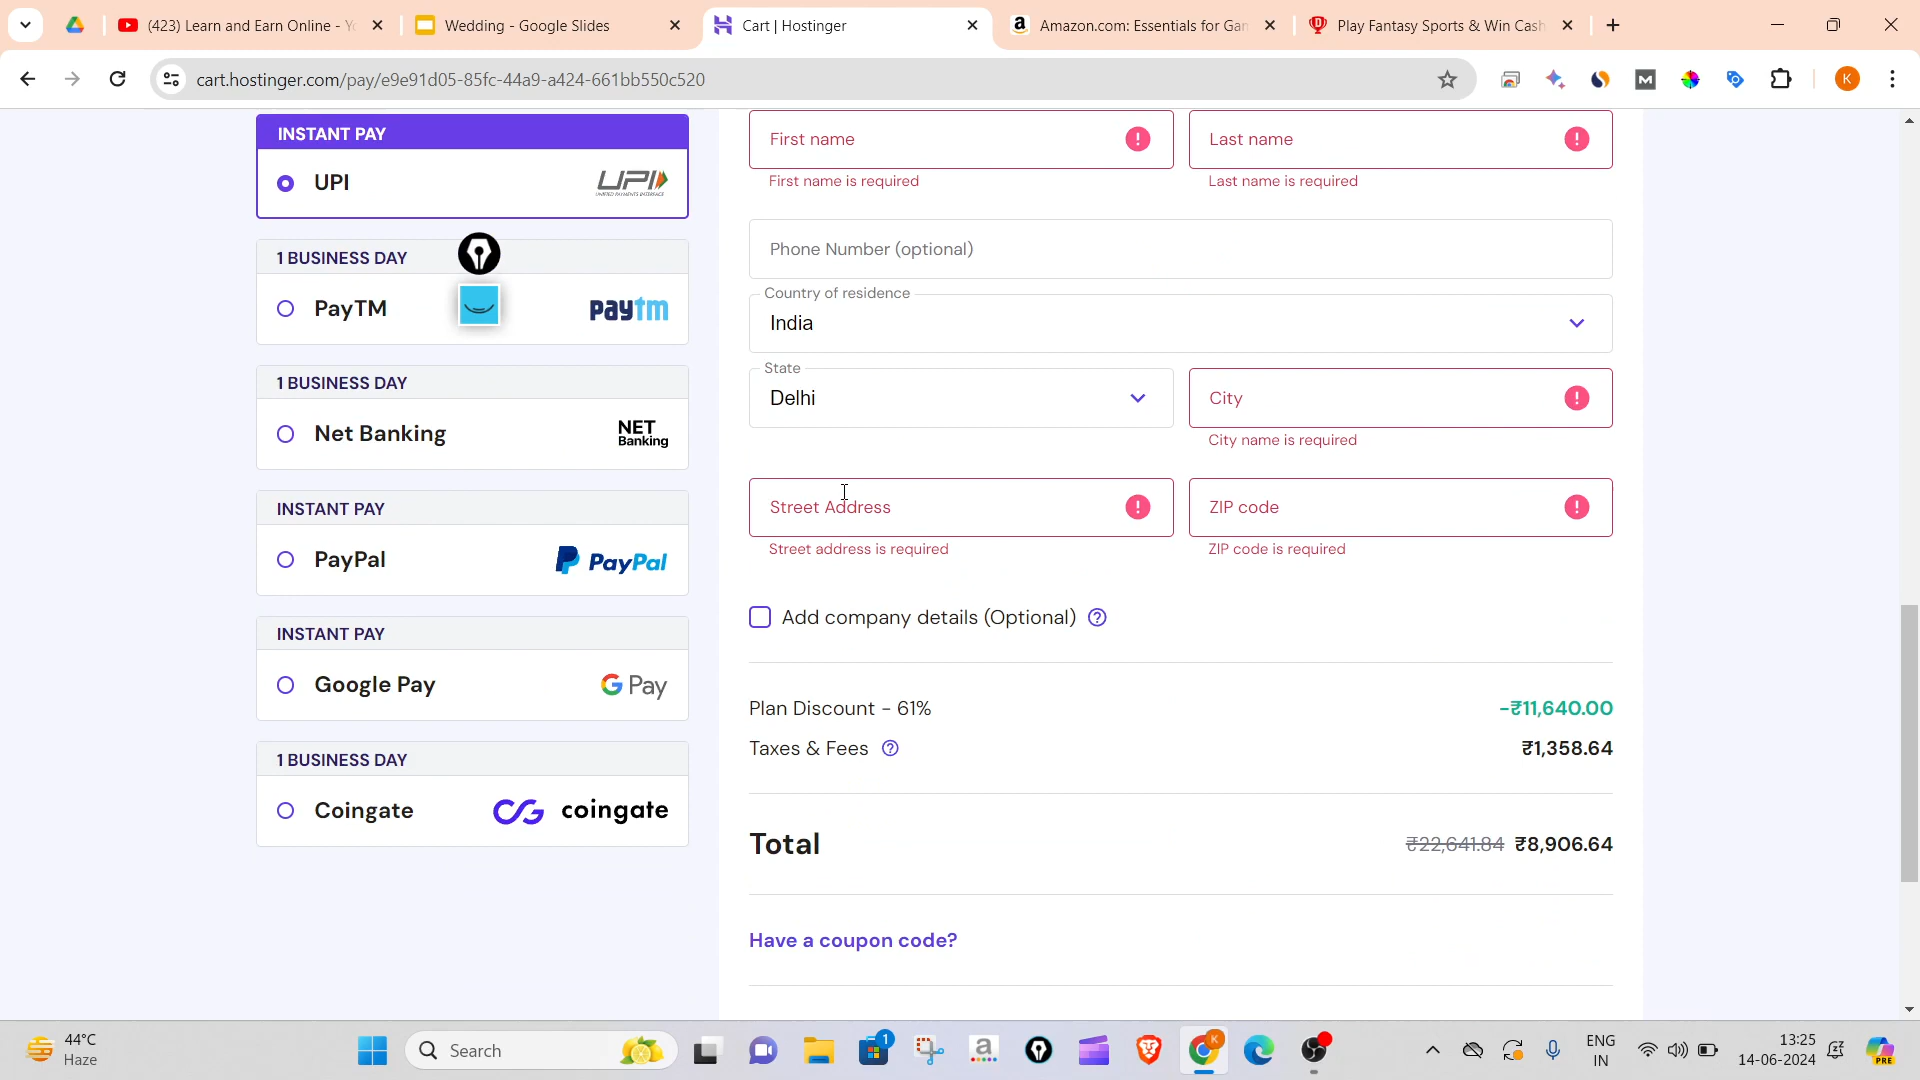 (423) Learn and Earn Online - Y
Wedding - Google Slides
Cart | Hostinger
Amazon.com: Essentials for Gan
Play Fantasy Sports & Win Cash
cart.hostinger.com/pay/e9e91d05-85fc-44a9-a424-661bb550c520
K
INSTANT PAY
UPI
UPI
UNIFIED PAYMENTS INTERFACE
1 BUSINESS DAY
PayTM
paytm
1 BUSINESS DAY
Net Banking
NET
Banking
INSTANT PAY
PayPal
PayPal
INSTANT PAY
Google Pay
G Pay
1 BUSINESS DAY
Coingate
coingate
First name
Last name
First name is required
Last name is required
Phone Number (optional)
Country of residence
India
State
Delhi
City
City name is required
Street Address
ZIP code
Street address is required
ZIP code is required
Add company details (Optional)
Plan Discount - 61%
-₹11,640.00
Taxes & Fees
₹1,358.64
Total
₹22,641.84 ₹8,906.64
Have a coupon code?
44°C
Haze
Search
1
ENG
IN
13:25
14-06-2024
PRE